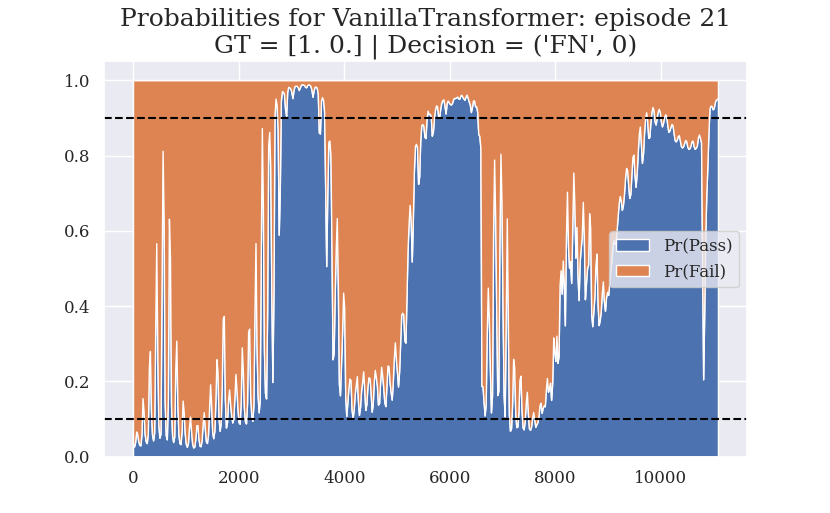 Probabilities for VanillaTransformer: episode 21
GT = [1. 0.] | Decision = ('FN', 0)
1.0
0.8
0.6
0.4
0.2
0.0
Pr(Pass)
Pr(Fail)
0 2000 4000 6000 8000 10000